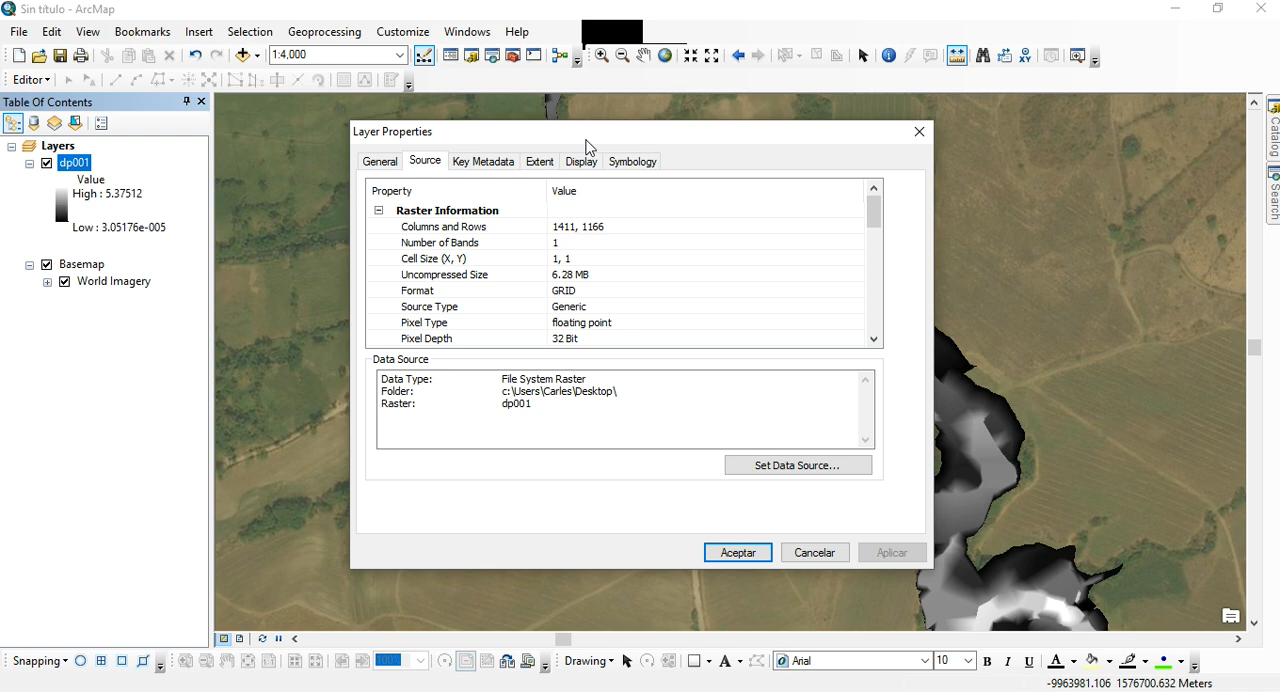 Sin título - ArcMap
File Edit View Bookmarks Insert Selection Geoprocessing Customize Windows Help
1:4,000
Editor
Table Of Contents
Layers
dp001
Value
High : 5.37512
Low : 3.05176e-005
Basemap
World Imagery
Layer Properties
General Source Key Metadata Extent Display Symbology
Property Value
Raster Information
Columns and Rows 1411, 1166
Number of Bands 1
Cell Size (X, Y) 1, 1
Uncompressed Size 6.28 MB
Format GRID
Source Type Generic
Pixel Type floating point
Pixel Depth 32 Bit
Data Source
Data Type: File System Raster
Folder: c:\Users\Carles\Desktop\
Raster: dp001
Set Data Source...
Aceptar Cancelar Aplicar
Catalog
Search
Snapping 100% Drawing A Arial 10 B I U A
-9963981.106 1576700.632 Meters